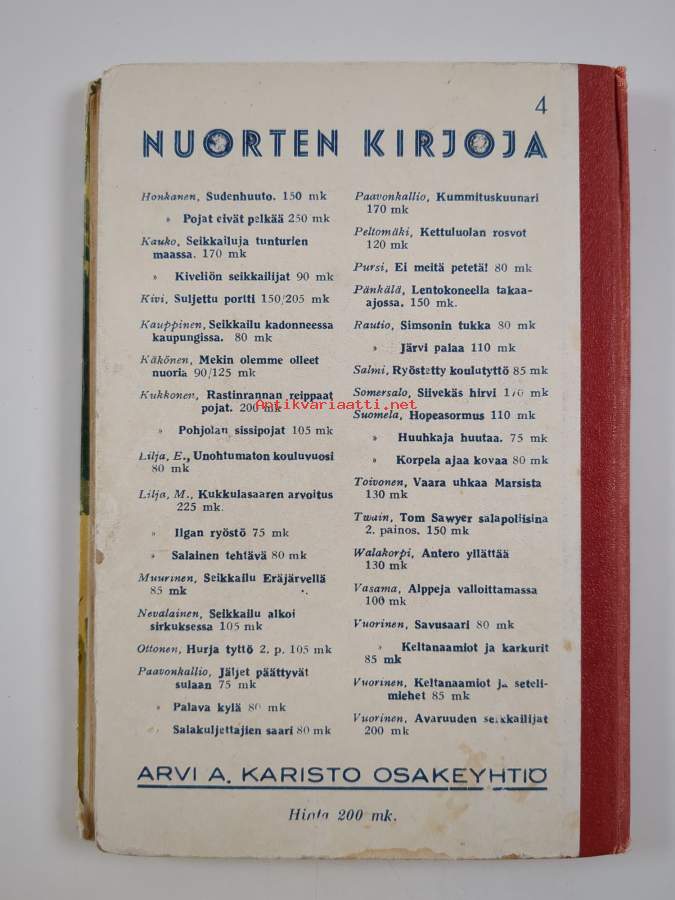 4
NUORTEN KIRJOJA
Honkanen, Sudenhuuto. 150 mk
» Pojat eivät pelkää 250 mk
Kauko, Seikkailuja tunturien
maassa. 170 mk
» Kiveliön seikkailijat 90 mk
Kivi, Suljettu portti 150/205 mk
Kauppinen, Seikkailu kadonneessa
kaupungissa. 80 mk
Käkönen, Mekin olemme olleet
nuoria 90/125 mk
Kukkonen, Rastinrannan reippaat
pojat. 200 mk
» Pohjolan sissipojat 105 mk
Lilja, E., Unohtumaton kouluvuosi
80 mk
Lilja, M., Kukkulasaaren arvoitus
225 mk.
» Ilgan ryöstö 75 mk
» Salainen tehtävä 80 mk
Muurinen, Seikkailu Eräjärvellä
85 mk
Nevalainen, Seikkailu alkoi
sirkuksessa 105 mk
Ottonen, Hurja tyttö 2. p. 105 mk
Paavonkallio, Jäljet päättyvät
sulaan 75 mk
» Palava kylä 80 mk
Salakuljettajien saari 80 mk
Paavonkallio, Kummituskuunari
170 mk
Peltomäki, Kettuluolan rosvot
120 mk
Pursi, Ei meitä petetä! 80 mk
Pänkälä, Lentokoneella takaa-
ajossa. 150 mk.
Rautio, Simsonin tukka 80 mk
» Järvi palaa 110 mk
Salmi, Ryöstetty koulutyttö 85 mk
Somersalo, Siivekäs hirvi 170 mk
Suomela, Hopeasormus 110 mk
» Huuhkaja huutaa. 75 mk
» Korpela ajaa kovaa 80 mk
Toivonen, Vaara uhkaa Marsista
130 mk
Twain, Tom Sawyer salapoliisina
2. painos. 150 mk
Walakorpi, Antero yllättää
130 mk
Vasama, Alppeja valloittamassa
100 mk
Vuorinen, Savusaari 80 mk
» Keltanaamiot ja karkurit
85 mk
Vuorinen, Keltanaamiot ja seteli-
miehet 85 mk
Vuorinen, Avaruuden seikkailijat
200 mk
Antikvariaatti.net
ARVI A. KARISTO OSAKEYHTIÖ
Hinta 200 mk.